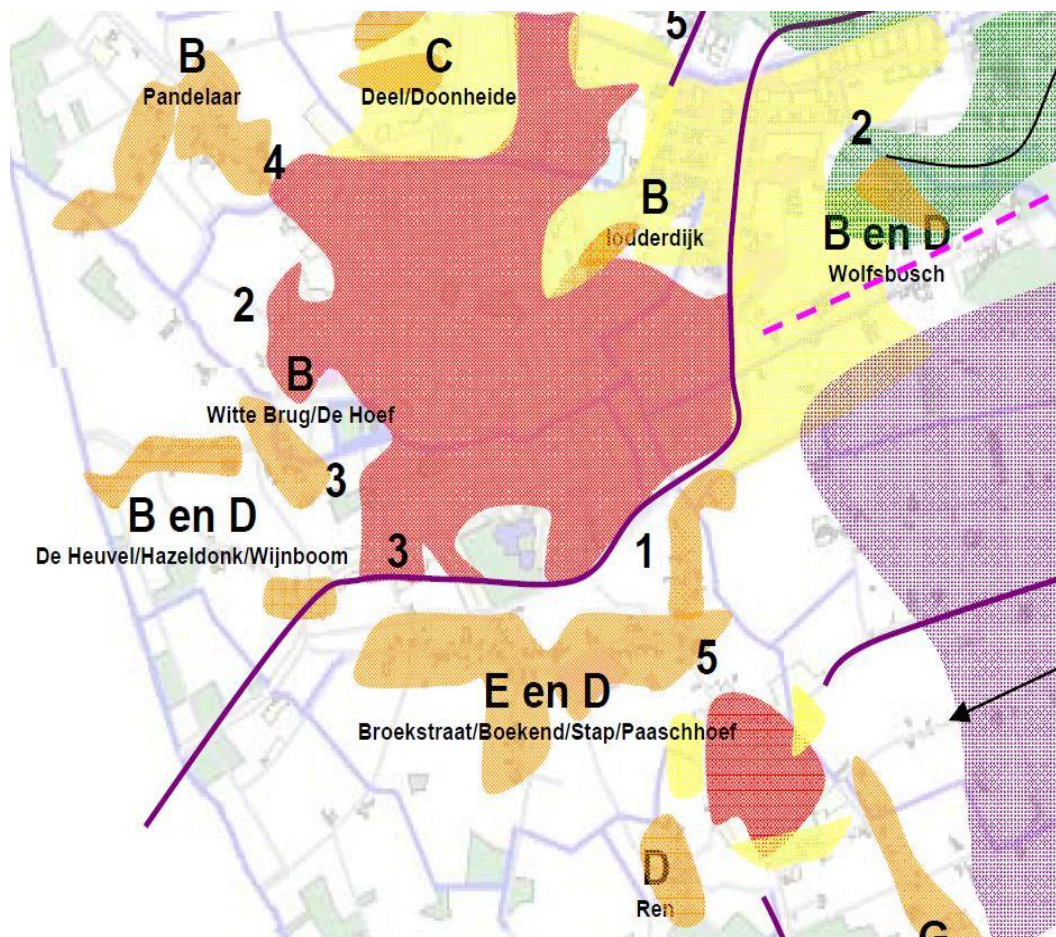 5
B
Pandelaar
C
Deel/Doonheide
4
2
B
lodderdijk
B en D
Wolfsbosch
2
B
Witte Brug/De Hoef
3
B en D
De Heuvel/Hazeldonk/Wijnboom
3
1
5
E en D
Broekstraat/Boekend/Stap/Paaschhoef
D
Ren
G